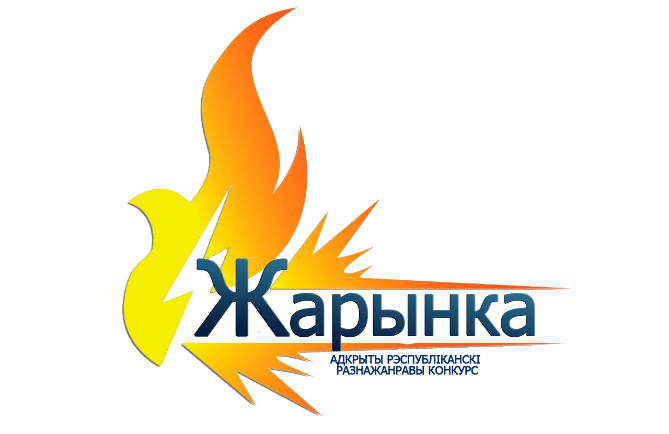 Жарынка
АДКРЫТЫ РЭСПУБЛІКАНСКІ
РАЗНАЖАНРАВЫ КОНКУРС